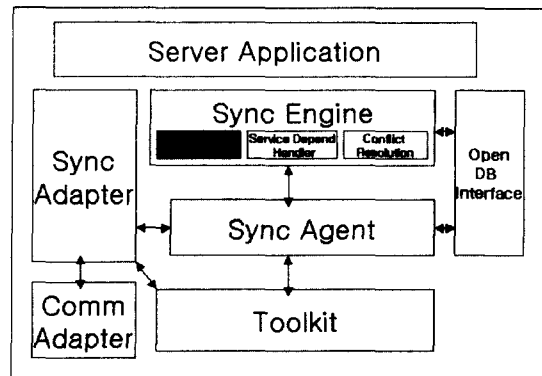 Server Application
Sync Engine
Service Depend
Handler
Conflict
Resolution
Sync
Adapter
Open
DB
Interface
Sync Agent
Comm
Adapter
Toolkit